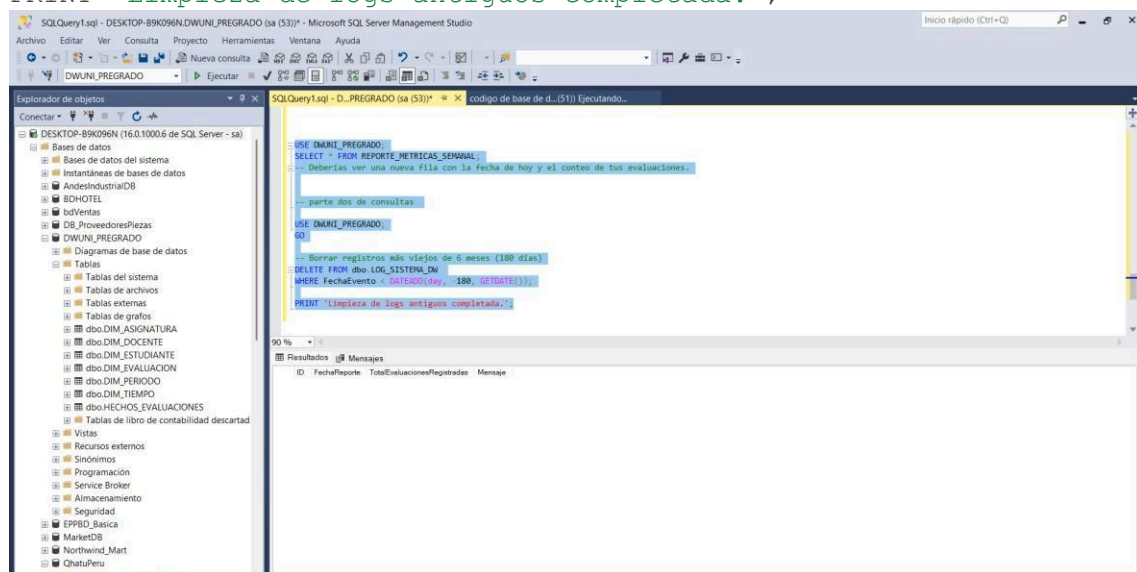 PRINT 'Limpieza de logs antiguos completada.';
SQLQuery1.sql - DESKTOP-B9K096N.DWUNI_PREGRADO (sa (53))* - Microsoft SQL Server Management Studio
Inicio rápido (Ctrl+Q)
Archivo Editar Ver Consulta Proyecto Herramientas Ventana Ayuda
Nueva consulta
DWUNI_PREGRADO
Ejecutar
Explorador de objetos
SQLQuery1.sql - D...PREGRADO (sa (53))*
codigo de base de d...(51)) Ejecutando...
Conectar
DESKTOP-B9K096N (16.0.1000.6 de SQL Server - sa)
Bases de datos
Bases de datos del sistema
Instantáneas de bases de datos
AndesIndustrialDB
BDHOTEL
bdVentas
DB_ProveedoresPiezas
DWUNI_PREGRADO
Diagramas de base de datos
Tablas
Tablas del sistema
Tablas de archivos
Tablas externas
Tablas de grafos
dbo.DIM_ASIGNATURA
dbo.DIM_DOCENTE
dbo.DIM_ESTUDIANTE
dbo.DIM_EVALUACION
dbo.DIM_PERIODO
dbo.DIM_TIEMPO
dbo.HECHOS_EVALUACIONES
Tablas de libro de contabilidad descartad
Vistas
Recursos externos
Sinónimos
Programación
Service Broker
Almacenamiento
Seguridad
EPPBD_Basica
MarketDB
Northwind_Mart
QhatuPeru
USE DWUNI_PREGRADO;
SELECT * FROM REPORTE_METRICAS_SEMANAL;
-- Deberías ver una nueva fila con la fecha de hoy y el conteo de tus evaluaciones.
-- parte dos de consultas
USE DWUNI_PREGRADO;
GO
-- Borrar registros más viejos de 6 meses (180 días)
DELETE FROM dbo.LOG_SISTEMA_DW
WHERE FechaEvento < DATEADD(day, -180, GETDATE());
PRINT 'Limpieza de logs antiguos completada.';
90 %
Resultados Mensajes
ID FechaReporte TotalEvaluacionesRegistradas Mensaje